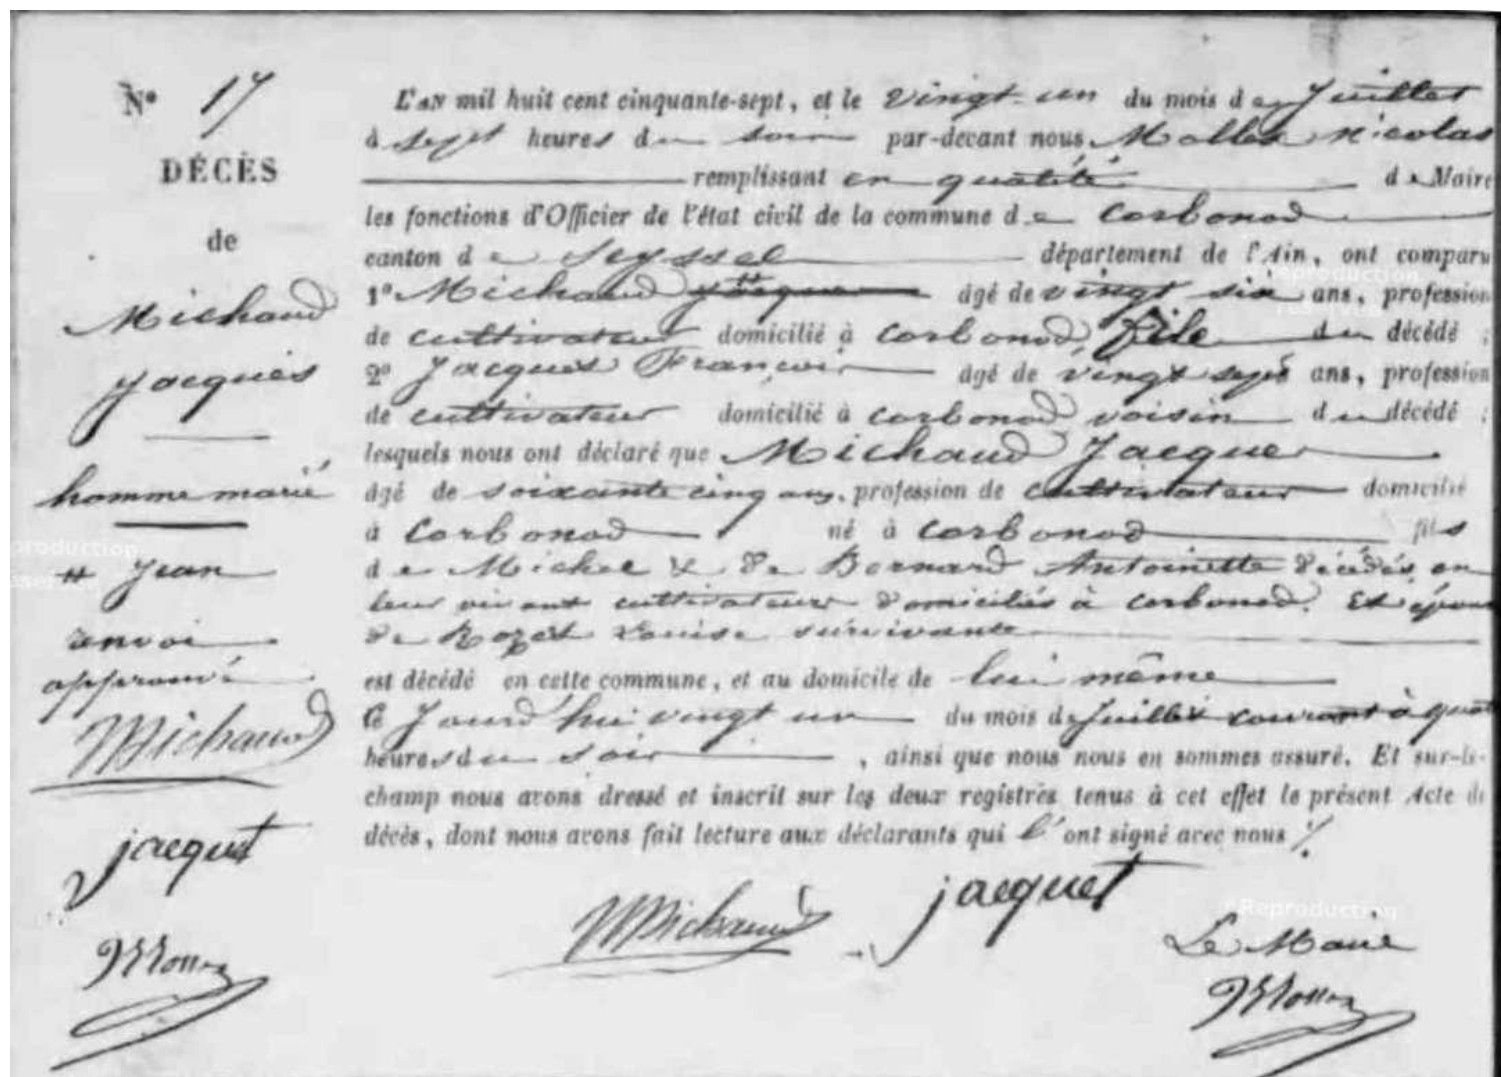 N° 17
DÉCÈS
de
Michaud
Jacques
homme marié
# Jean
renvoi
approuvé
Michaud
jacquet
L'AN mil huit cent cinquante-sept, et le vingt-un du mois de Juillet
à sept heures du soir par-devant nous Nicolas
remplissant en qualité de Maire
les fonctions d'Officier de l'état civil de la commune de Corbonod
canton de Seyssel département de l'Ain, ont comparu
1° Michaud Jacques # âgé de vingt six ans, profession
de cultivateur domicilié à Corbonod, fils du décédé ;
2° Jacquet François âgé de vingt sept ans, profession
de cultivateur domicilié à Corbonod voisin du décédé ;
lesquels nous ont déclaré que Michaud Jacques
âgé de soixante cinq ans, profession de cultivateur domicilié
à Corbonod né à Corbonod fils
de Michel & de Bornard Antoinette décédés en
leur vivant cultivateurs domiciliés à Corbonod. Et époux
de Rozet Louise survivante
est décédé en cette commune, et au domicile de lui même
Ce Jourd'hui vingt un du mois de Juillet courant à quatre
heures du soir, ainsi que nous nous en sommes assuré. Et sur-le-
champ nous avons dressé et inscrit sur les deux registres tenus à cet effet le présent Acte de
décès, dont nous avons fait lecture aux déclarants qui l'ont signé avec nous ./.
Michaud
jacquet
Le Maire
Reproduction